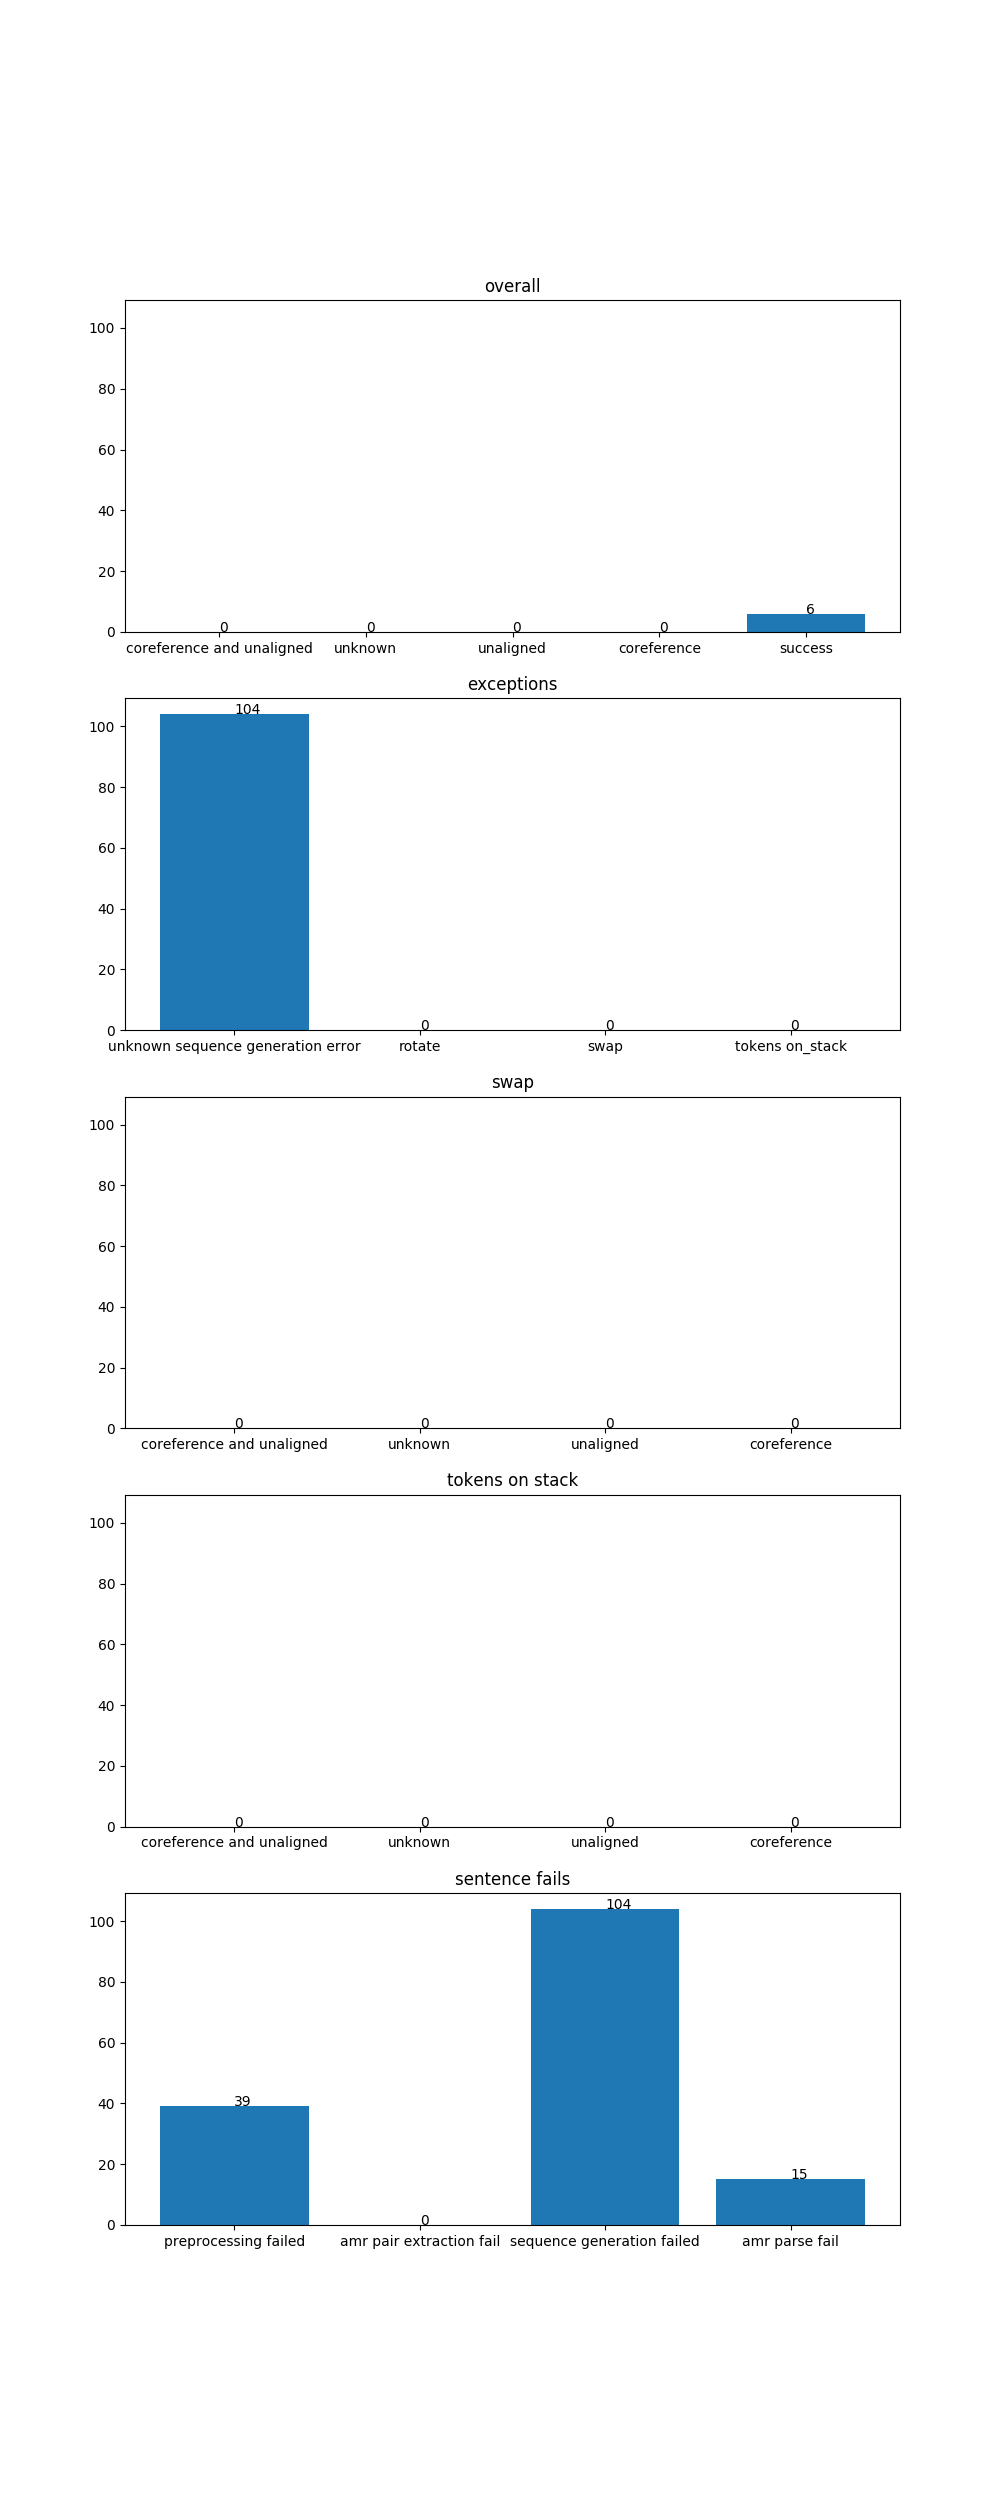 overall
100
80
60
40
20
0
0 0 0 0 6
coreference and unaligned unknown unaligned coreference success
exceptions
100
80
60
40
20
0
104 0 0 0
unknown sequence generation error rotate swap tokens on_stack
swap
100
80
60
40
20
0
0 0 0 0
coreference and unaligned unknown unaligned coreference
tokens on stack
100
80
60
40
20
0
0 0 0 0
coreference and unaligned unknown unaligned coreference
sentence fails
100
80
60
40
20
0
39 0 104 15
preprocessing failed amr pair extraction fail sequence generation failed amr parse fail